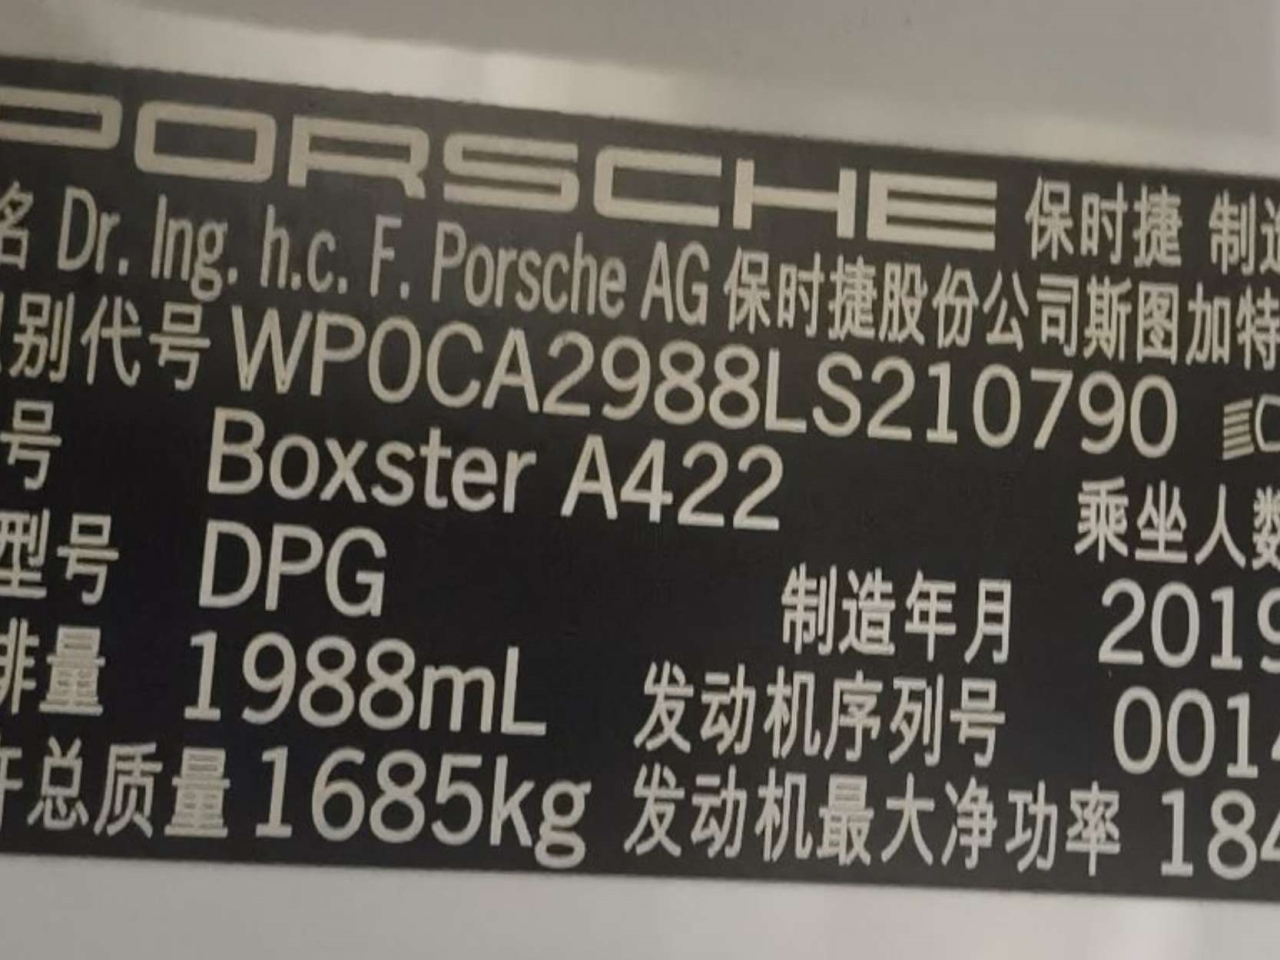 PORSCHE 保时捷 制造
名 Dr. Ing. h.c. F. Porsche AG 保时捷股份公司斯图加特
别代号 WP0CA2988LS210790
号 Boxster A422 乘坐人数
型号 DPG 制造年月 2019
排量 1988mL 发动机序列号 001
许总质量 1685kg 发动机最大净功率 184